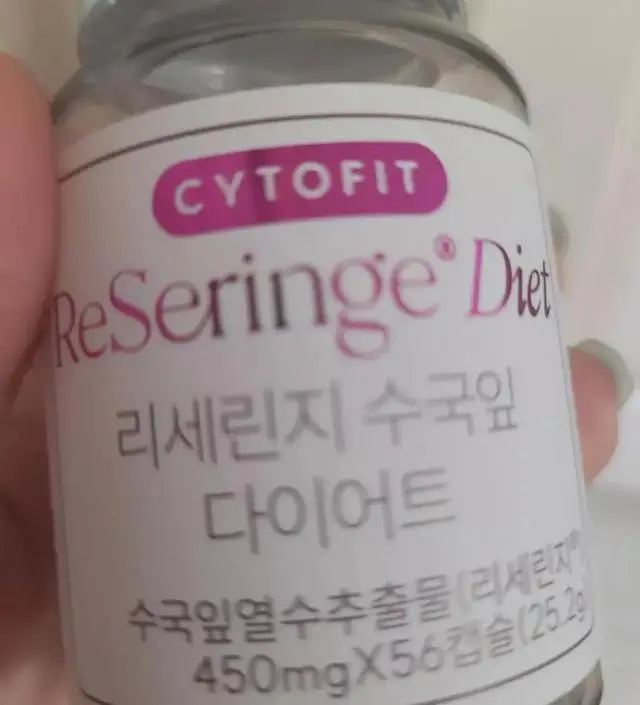 CYTOFIT
ReSeringe® Diet
리세린지 수국잎
다이어트
수국잎열수추출물(리세린지®)
450mgX56캡슐(25.2g)